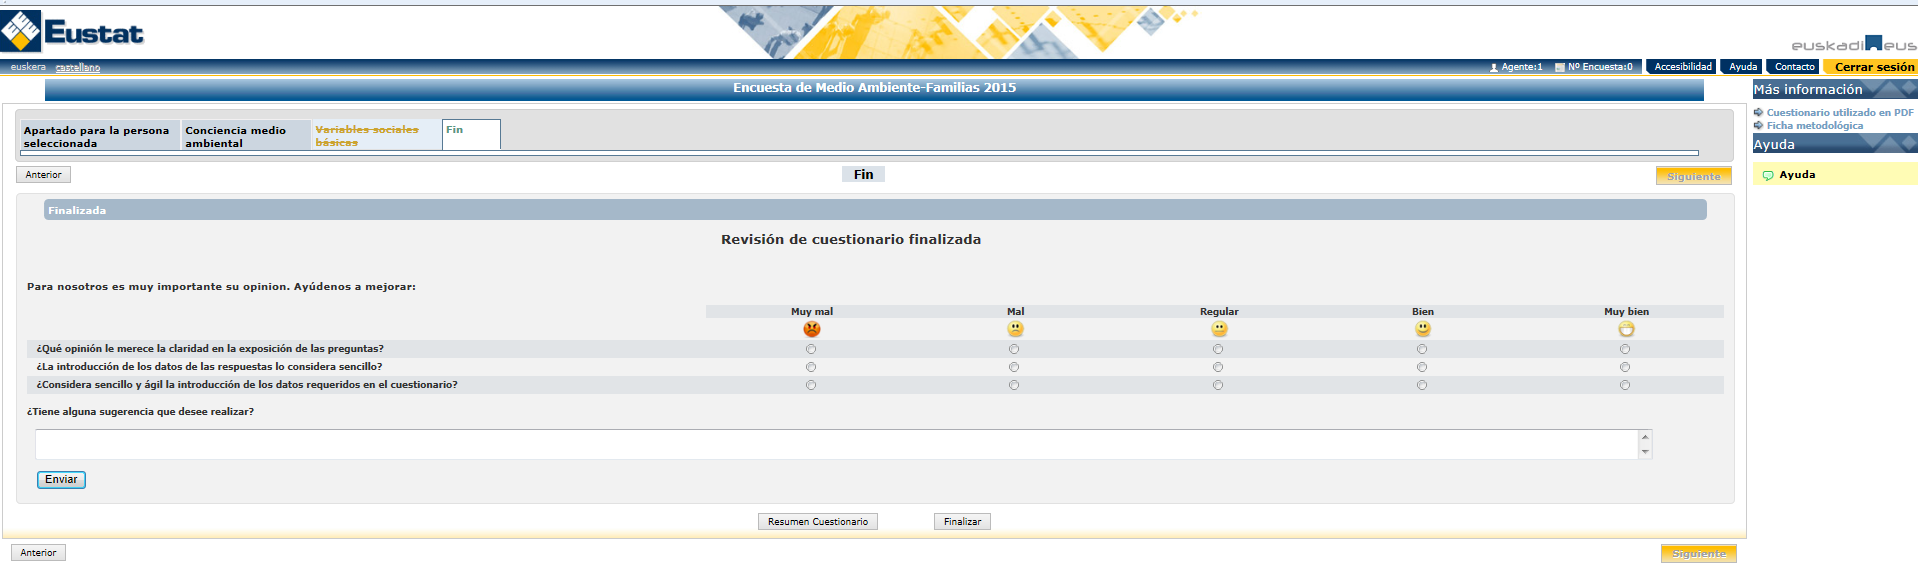 Eustat
euskadi eus
euskera castellano
Agente:1 Nº Encuesta:0 Accesibilidad Ayuda Contacto Cerrar sesión
Encuesta de Medio Ambiente-Familias 2015
Más información
Cuestionario utilizado en PDF
Ficha metodológica
Ayuda
Ayuda
Apartado para la persona seleccionada
Conciencia medio ambiental
Variables sociales básicas
Fin
Anterior
Fin
Siguiente
Finalizada
Revisión de cuestionario finalizada
Para nosotros es muy importante su opinion. Ayúdenos a mejorar:
Muy mal Mal Regular Bien Muy bien
¿Qué opinión le merece la claridad en la exposición de las preguntas?
¿La introducción de los datos de las respuestas lo considera sencillo?
¿Considera sencillo y ágil la introducción de los datos requeridos en el cuestionario?
¿Tiene alguna sugerencia que desee realizar?
Enviar
Resumen Cuestionario Finalizar
Anterior
Siguiente